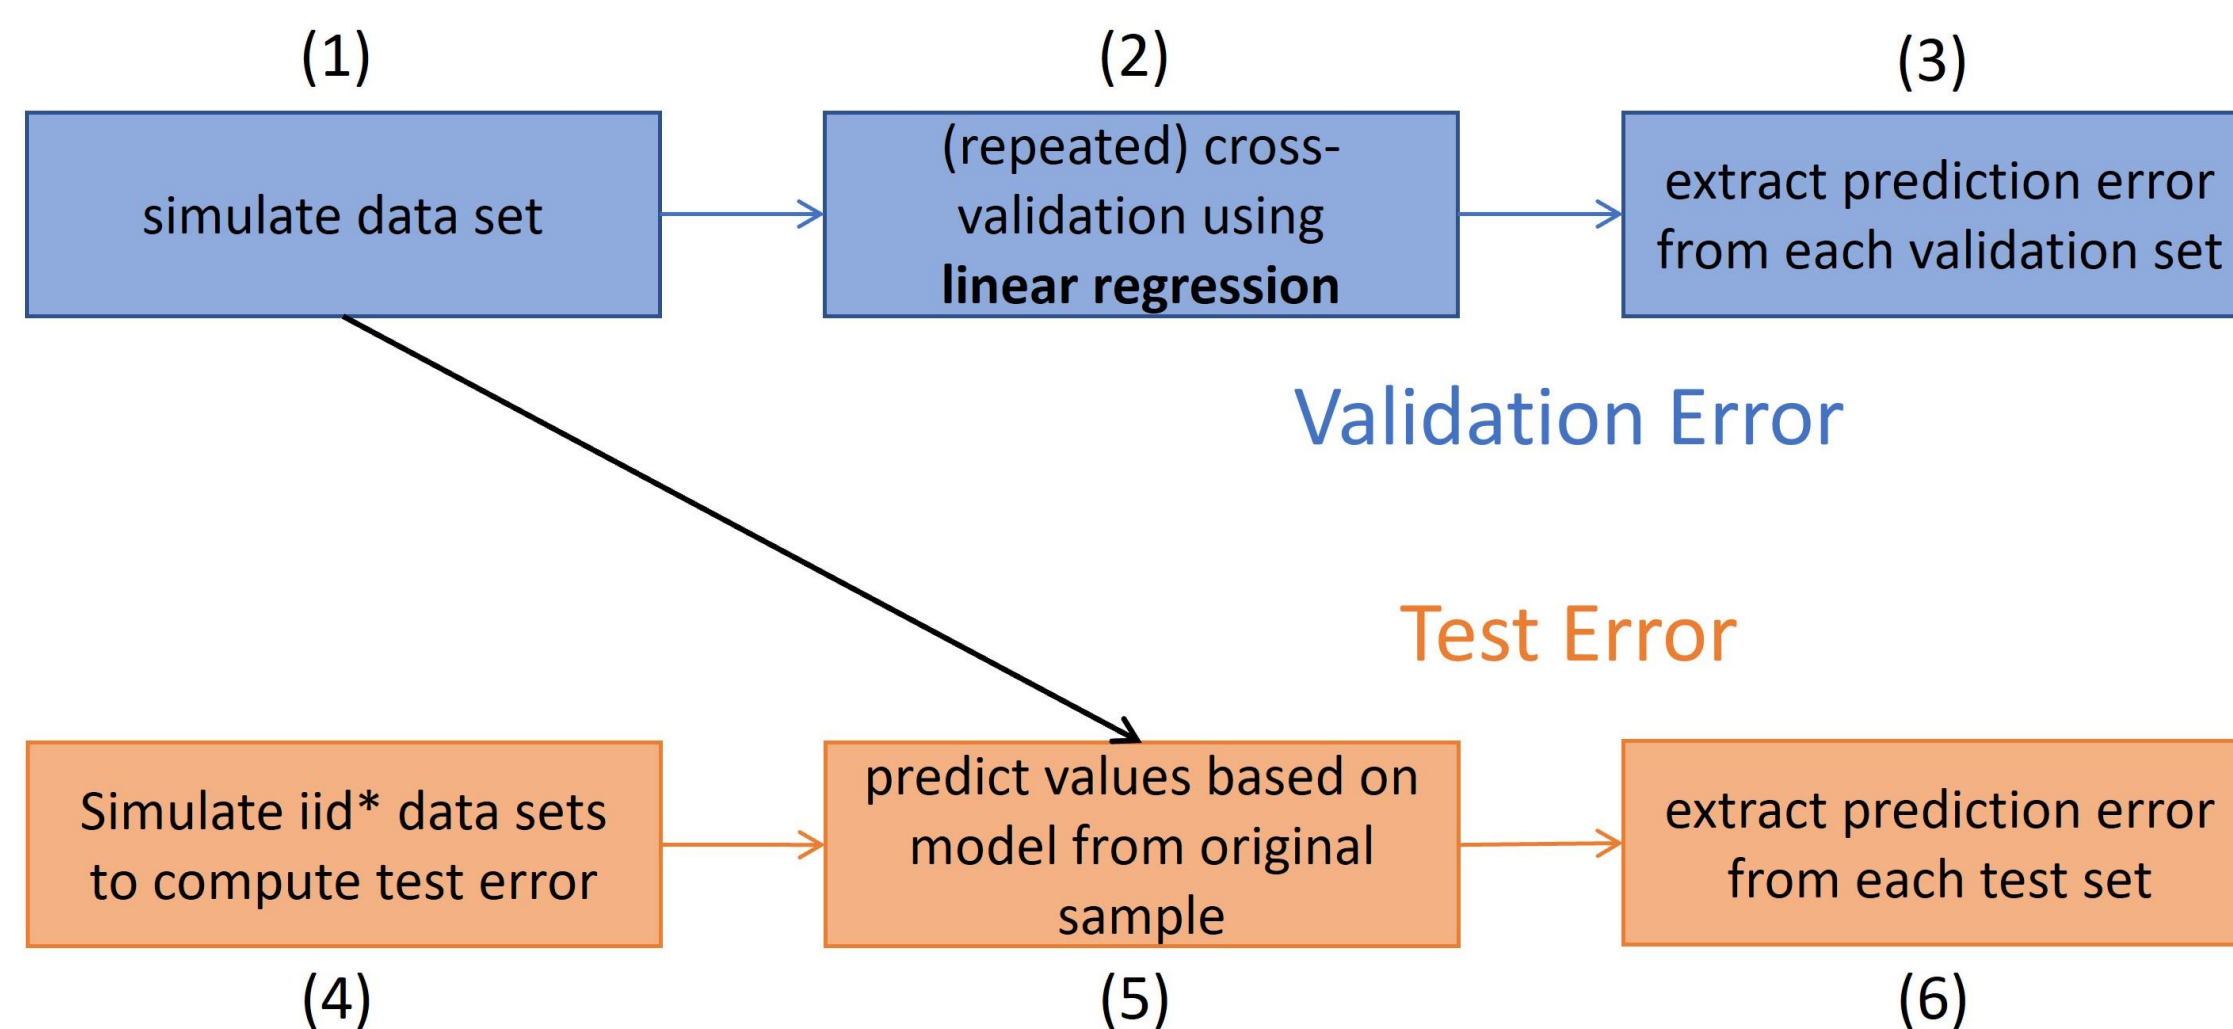 (1)
(2)
(3)
simulate data set
(repeated) cross-
validation using
linear regression
extract prediction error
from each validation set
Validation Error
Test Error
Simulate iid* data sets
to compute test error
predict values based on
model from original
sample
extract prediction error
from each test set
(4)
(5)
(6)